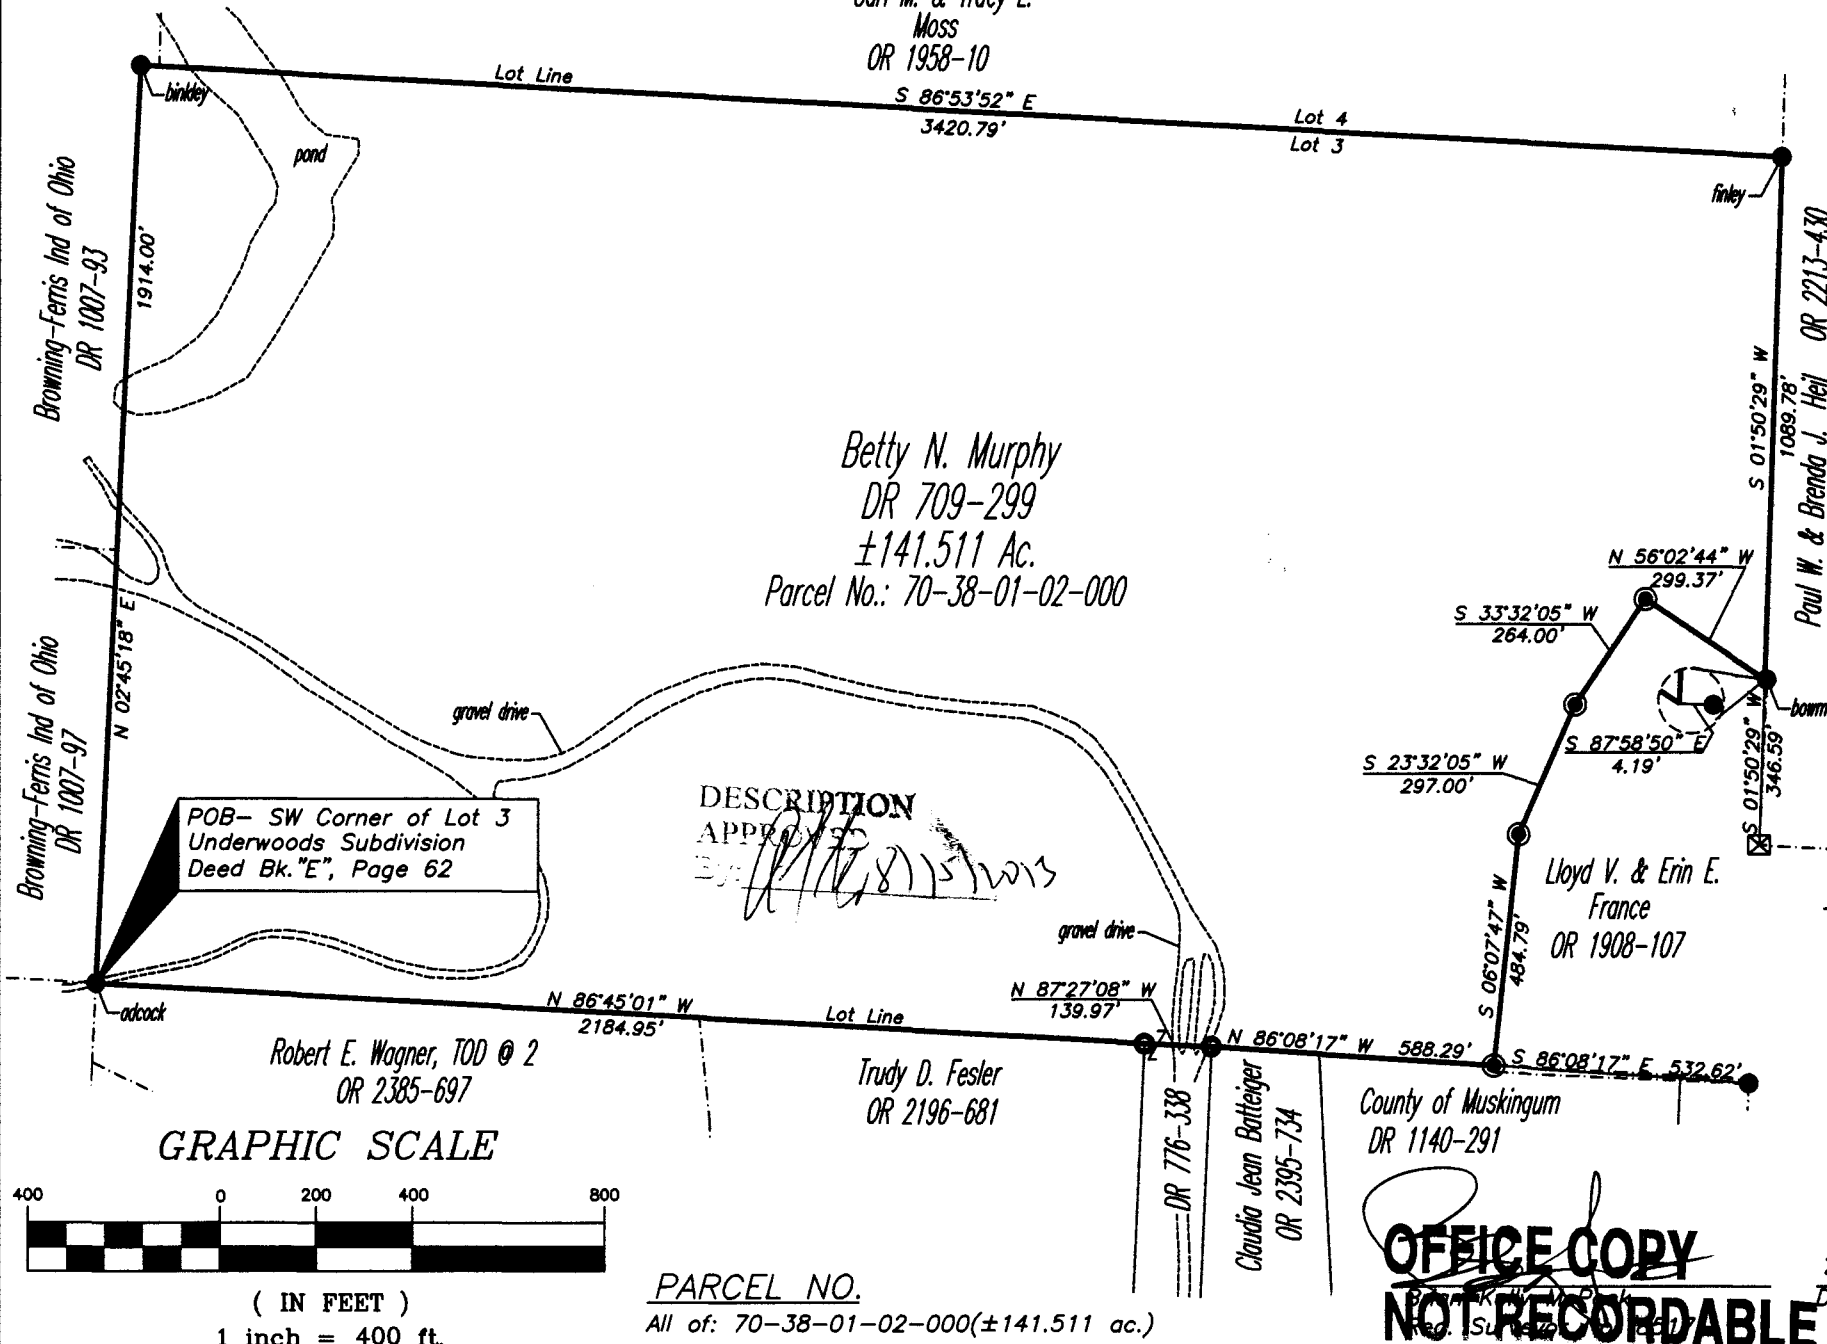 Moss
OR 1958-10
binkley
Lot Line
S 86°53'52" E
3420.79'
Lot 4
Lot 3
pond
finley
Browning-Ferris Ind of Ohio
DR 1007-93
1914.00'
Paul W. & Brenda J. Heil OR 2213-430
S 01°50'29" W
1089.78'
Betty N. Murphy
DR 709-299
±141.511 Ac.
Parcel No.: 70-38-01-02-000
N 56°02'44" W
299.37'
S 33°32'05" W
264.00'
N 02°45'18" E
Browning-Ferris Ind of Ohio
DR 1007-97
gravel drive
S 87°58'50" E
4.19'
bowm
S 01°50'29" W
346.59'
S 23°32'05" W
297.00'
POB- SW Corner of Lot 3
Underwoods Subdivision
Deed Bk."E", Page 62
DESCRIPTION
APPROVED
By:
8/15/2013
Lloyd V. & Erin E.
France
OR 1908-107
gravel drive
S 06°07'47" W
484.79'
adcock
N 86°45'01" W
2184.95'
Lot Line
N 87°27'08" W
139.97'
N 86°08'17" W 588.29'
S 86°08'17" E 532.62'
Robert E. Wagner, TOD @ 2
OR 2385-697
Trudy D. Fesler
OR 2196-681
DR 776-338
Claudia Jean Batteiger
OR 2395-734
County of Muskingum
DR 1140-291
GRAPHIC SCALE
400 0 200 400 800
( IN FEET )
1 inch = 400 ft.
PARCEL NO.
All of: 70-38-01-02-000(±141.511 ac.)
OFFICE COPY
NOT RECORDABLE